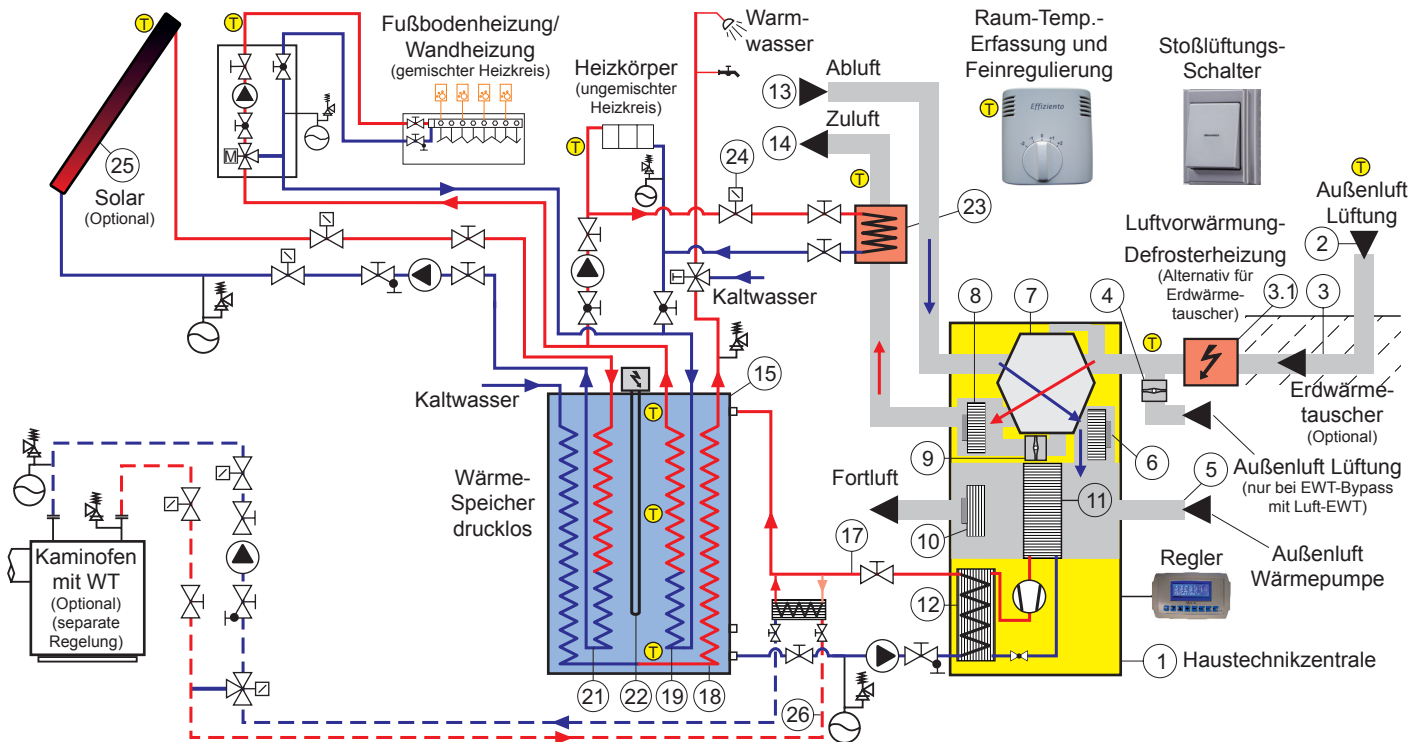 T
T
Fußbodenheizung/
Wandheizung
(gemischter Heizkreis)
Warm-
wasser
Raum-Temp.-
Erfassung und
Feinregulierung
Stoßlüftungs-
Schalter
Heizkörper
(ungemischter
Heizkreis)
Abluft
13
Zuluft
14
T
Effiziento
T
Außenluft
Lüftung
2
25
Solar
(Optional)
M
T
24
T
23
T
Kaltwasser
Luftvorwärmung-
Defrosterheizung
(Alternativ für
Erdwärme-
tauscher)
3.1
3
4
T
7
8
15
Kaltwasser
T
Erdwärme-
tauscher
(Optional)
9
6
Außenluft Lüftung
(nur bei EWT-Bypass
mit Luft-EWT)
Wärme-
Speicher
drucklos
T
Fortluft
11
5
10
17
Außenluft
Wärmepumpe
Kaminofen
mit WT
(Optional)
(separate
Regelung)
12
Regler
T
1
Haustechnikzentrale
21
22
19
18
26